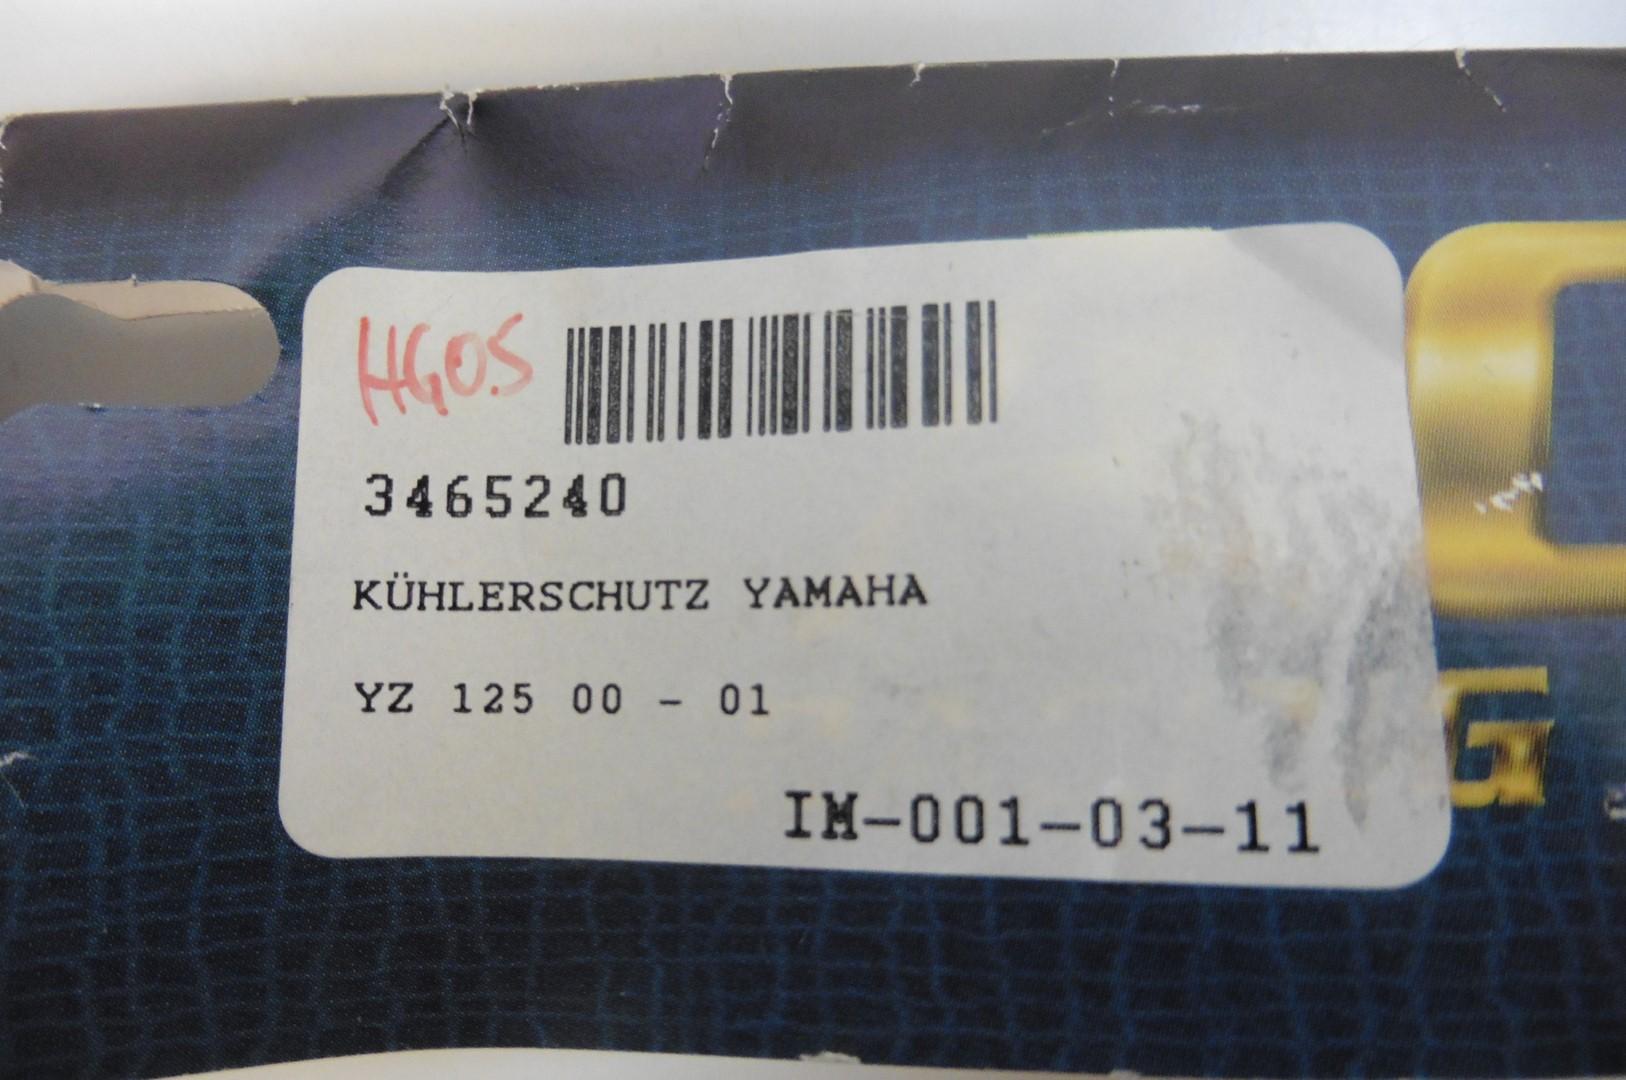 HG0.5
3465240
KÜHLERSCHUTZ YAMAHA
YZ 125 00 - 01
IM-001-03-11
G